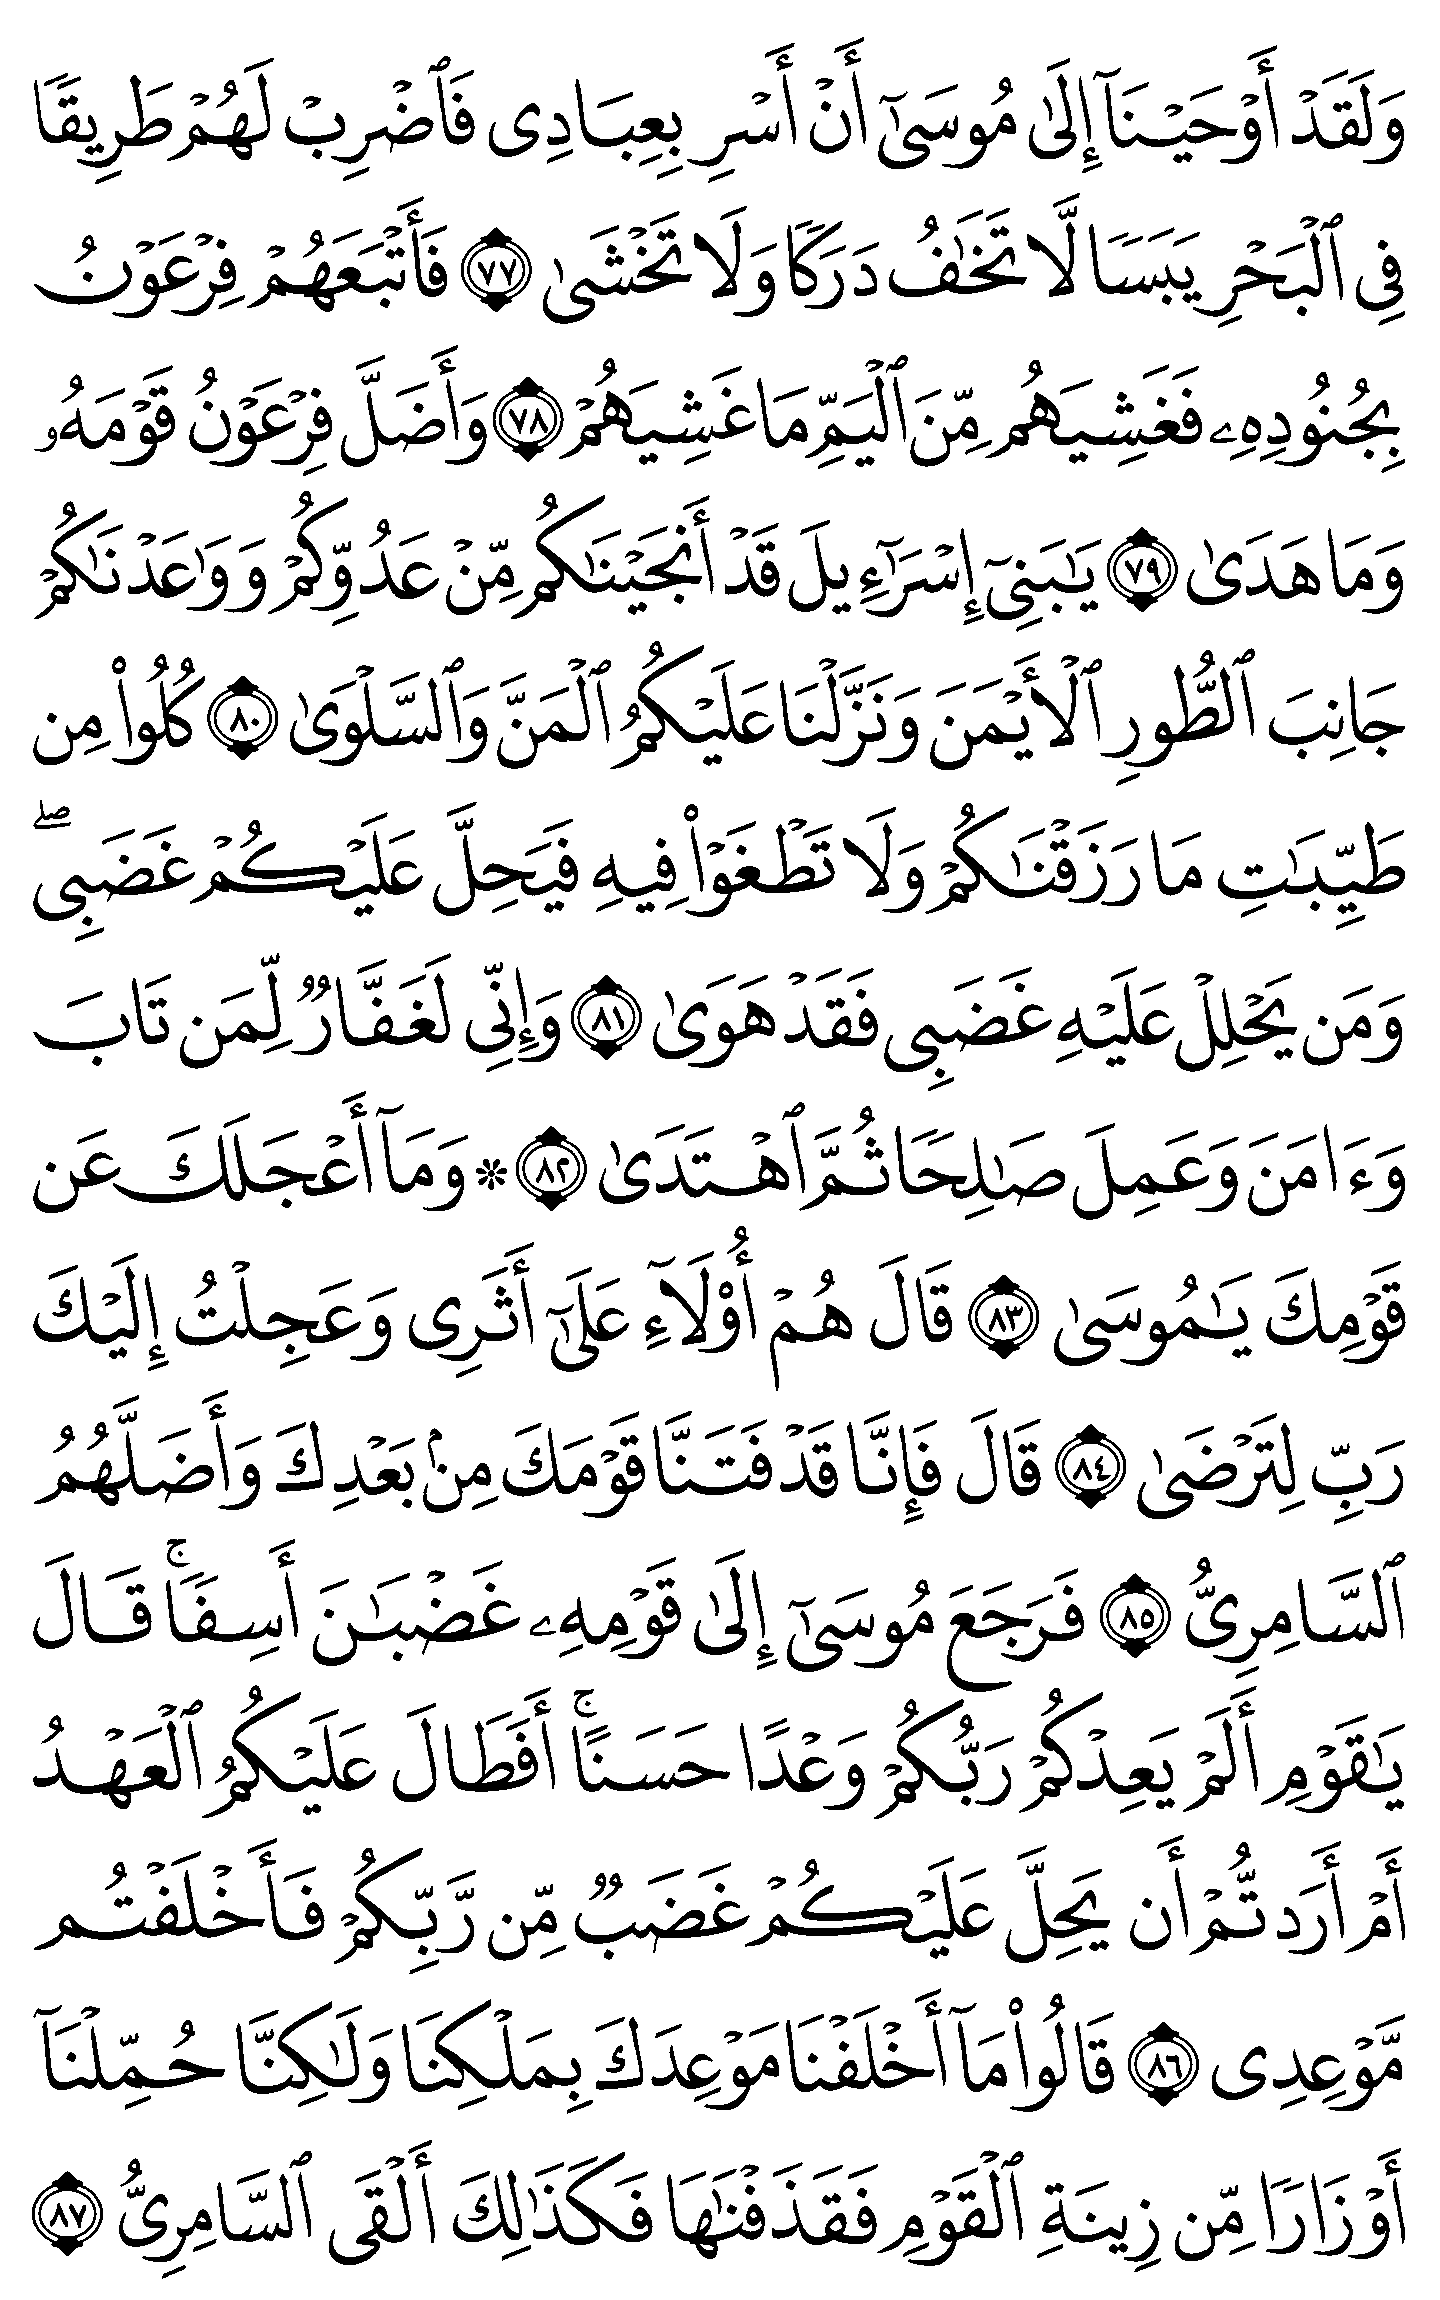 وَلَقَدۡ أَوۡحَيۡنَآ إِلَىٰ مُوسَىٰٓ أَنۡ أَسۡرِ بِعِبَادِي فَٱضۡرِبۡ لَهُمۡ طَرِيقٗا
فِي ٱلۡبَحۡرِ يَبَسٗا لَّا تَخَٰفُ دَرَكٗا وَلَا تَخۡشَىٰ ٧٧ فَأَتۡبَعَهُمۡ فِرۡعَوۡنُ
بِجُنُودِهِۦ فَغَشِيَهُم مِّنَ ٱلۡيَمِّ مَا غَشِيَهُمۡ ٧٨ وَأَضَلَّ فِرۡعَوۡنُ قَوۡمَهُۥ
وَمَا هَدَىٰ ٧٩ يَٰبَنِيٓ إِسۡرَٰٓءِيلَ قَدۡ أَنجَيۡنَٰكُم مِّنۡ عَدُوِّكُمۡ وَوَٰعَدۡنَٰكُمۡ
جَانِبَ ٱلطُّورِ ٱلۡأَيۡمَنَ وَنَزَّلۡنَا عَلَيۡكُمُ ٱلۡمَنَّ وَٱلسَّلۡوَىٰ ٨٠ كُلُواْ مِن
طَيِّبَٰتِ مَا رَزَقۡنَٰكُمۡ وَلَا تَطۡغَوۡاْ فِيهِ فَيَحِلَّ عَلَيۡكُمۡ غَضَبِيۖ
وَمَن يَحۡلِلۡ عَلَيۡهِ غَضَبِي فَقَدۡ هَوَىٰ ٨١ وَإِنِّي لَغَفَّارٞ لِّمَن تَابَ
وَءَامَنَ وَعَمِلَ صَٰلِحٗا ثُمَّ ٱهۡتَدَىٰ ٨٢ ۞ وَمَآ أَعۡجَلَكَ عَن
قَوۡمِكَ يَٰمُوسَىٰ ٨٣ قَالَ هُمۡ أُوْلَآءِ عَلَىٰٓ أَثَرِي وَعَجِلۡتُ إِلَيۡكَ
رَبِّ لِتَرۡضَىٰ ٨٤ قَالَ فَإِنَّا قَدۡ فَتَنَّا قَوۡمَكَ مِنۢ بَعۡدِكَ وَأَضَلَّهُمُ
ٱلسَّامِرِيُّ ٨٥ فَرَجَعَ مُوسَىٰٓ إِلَىٰ قَوۡمِهِۦ غَضۡبَٰنَ أَسِفٗاۚ قَالَ
يَٰقَوۡمِ أَلَمۡ يَعِدۡكُمۡ رَبُّكُمۡ وَعۡدًا حَسَنًاۚ أَفَطَالَ عَلَيۡكُمُ ٱلۡعَهۡدُ
أَمۡ أَرَدتُّمۡ أَن يَحِلَّ عَلَيۡكُمۡ غَضَبٞ مِّن رَّبِّكُمۡ فَأَخۡلَفۡتُم
مَّوۡعِدِي ٨٦ قَالُواْ مَآ أَخۡلَفۡنَا مَوۡعِدَكَ بِمَلۡكِنَا وَلَٰكِنَّا حُمِّلۡنَآ
أَوۡزَارٗا مِّن زِينَةِ ٱلۡقَوۡمِ فَقَذَفۡنَٰهَا فَكَذَٰلِكَ أَلۡقَى ٱلسَّامِرِيُّ ٨٧